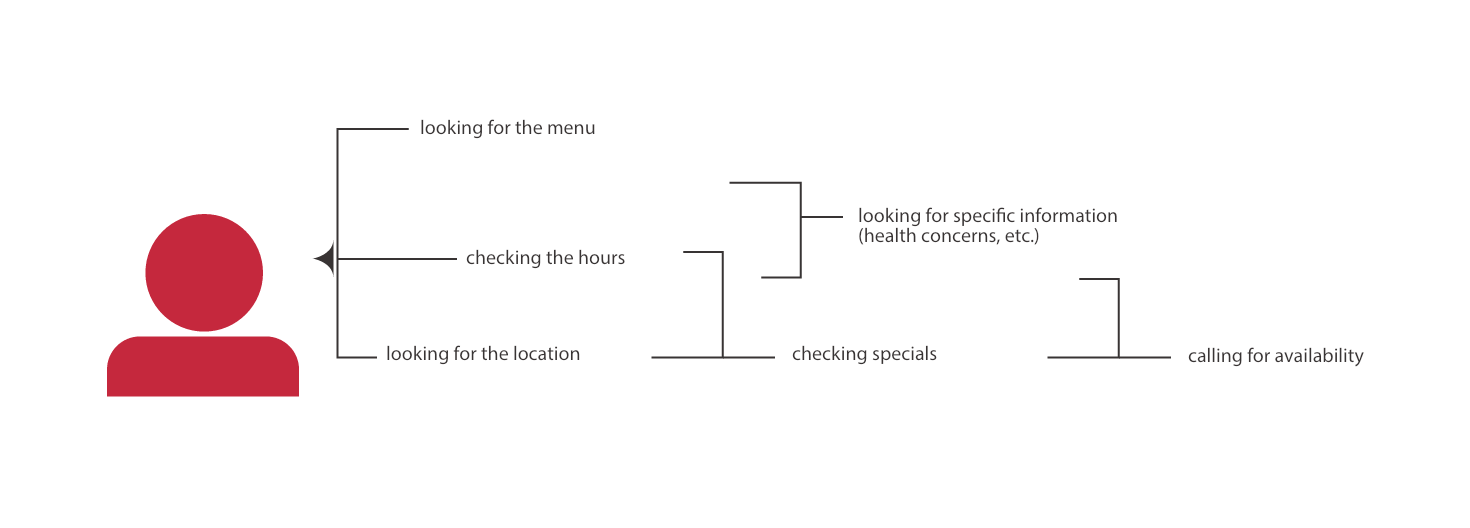 looking for the menu
looking for specific information
(health concerns, etc.)
checking the hours
looking for the location
checking specials
calling for availability